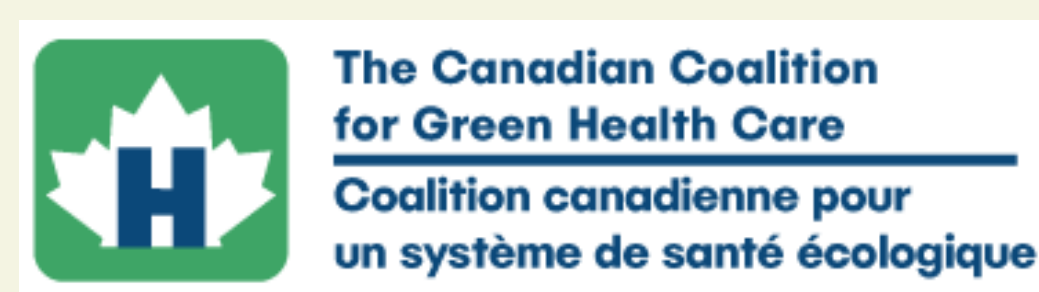 H
The Canadian Coalition
for Green Health Care
Coalition canadienne pour
un système de santé écologique